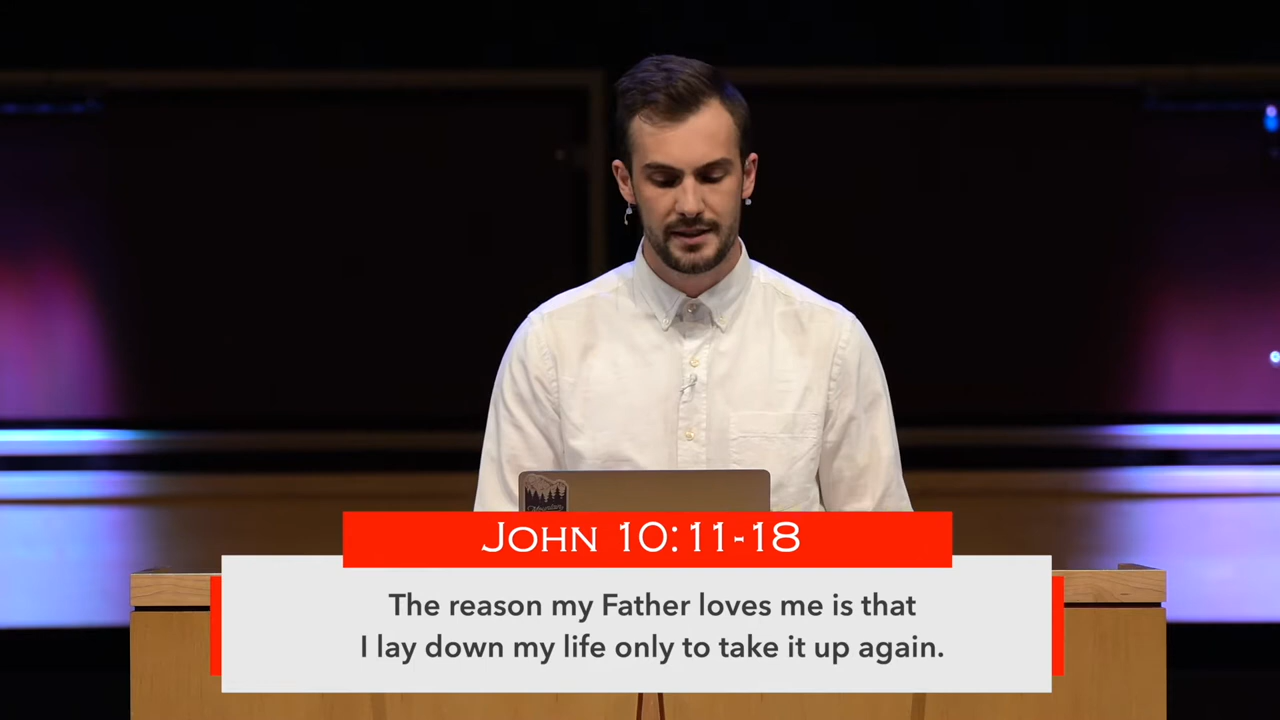 John 10:11-18
The reason my Father loves me is that
I lay down my life only to take it up again.